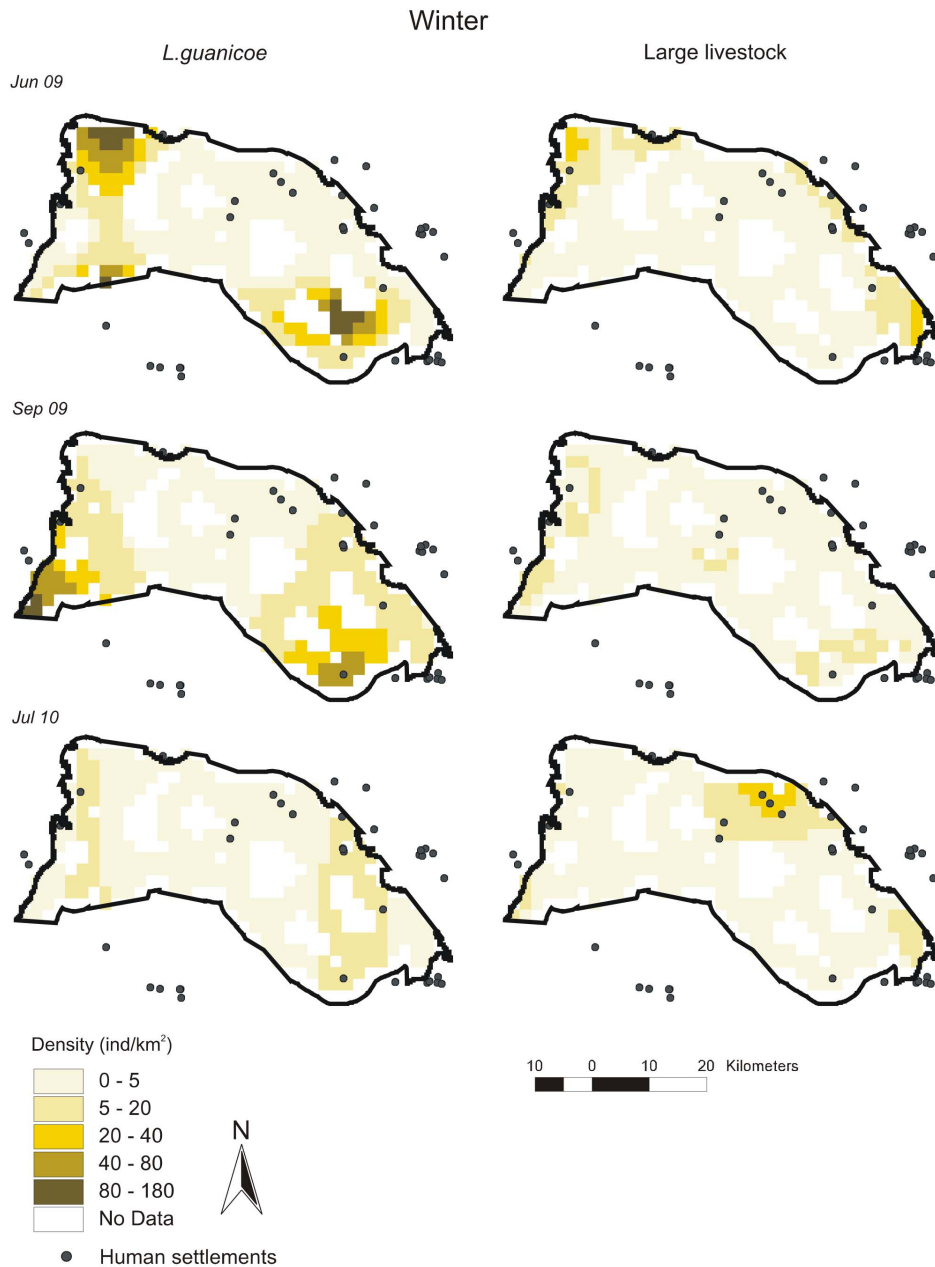 Winter
L.guanicoe
Large livestock
Jun 09
Sep 09
Jul 10
Density (ind/km²)
0 - 5
5 - 20
20 - 40
40 - 80
80 - 180
No Data
Human settlements
N
10 0 10 20 Kilometers